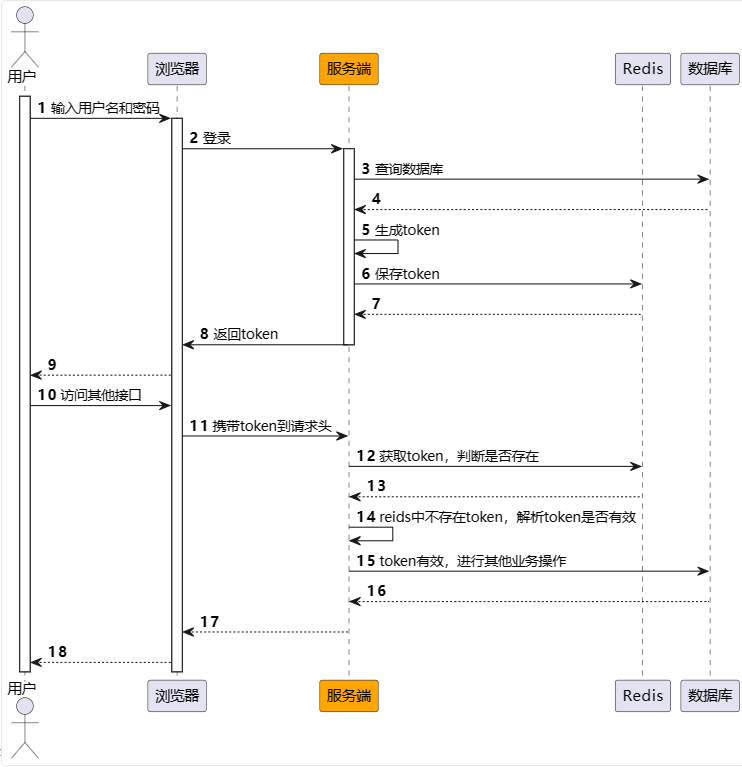 用户
浏览器
服务端
Redis
数据库
1 输入用户名和密码
2 登录
3 查询数据库
4
5 生成token
6 保存token
7
8 返回token
9
10 访问其他接口
11 携带token到请求头
12 获取token，判断是否存在
13
14 reids中不存在token，解析token是否有效
15 token有效，进行其他业务操作
16
17
18
用户
浏览器
服务端
Redis
数据库